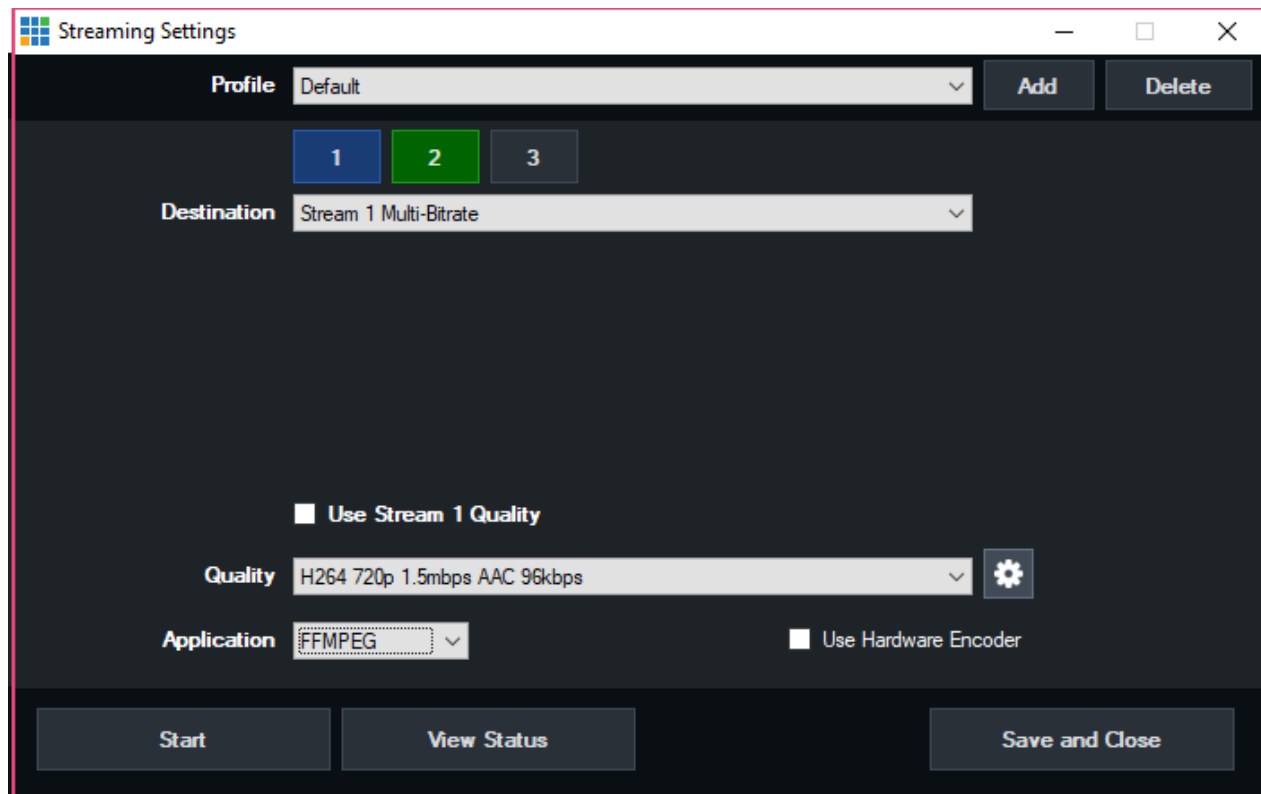 Streaming Settings
Profile Default Add Delete
1 2 3
Destination Stream 1 Multi-Bitrate
Use Stream 1 Quality
Quality H264 720p 1.5mbps AAC 96kbps
Application FFMPEG Use Hardware Encoder
Start View Status Save and Close